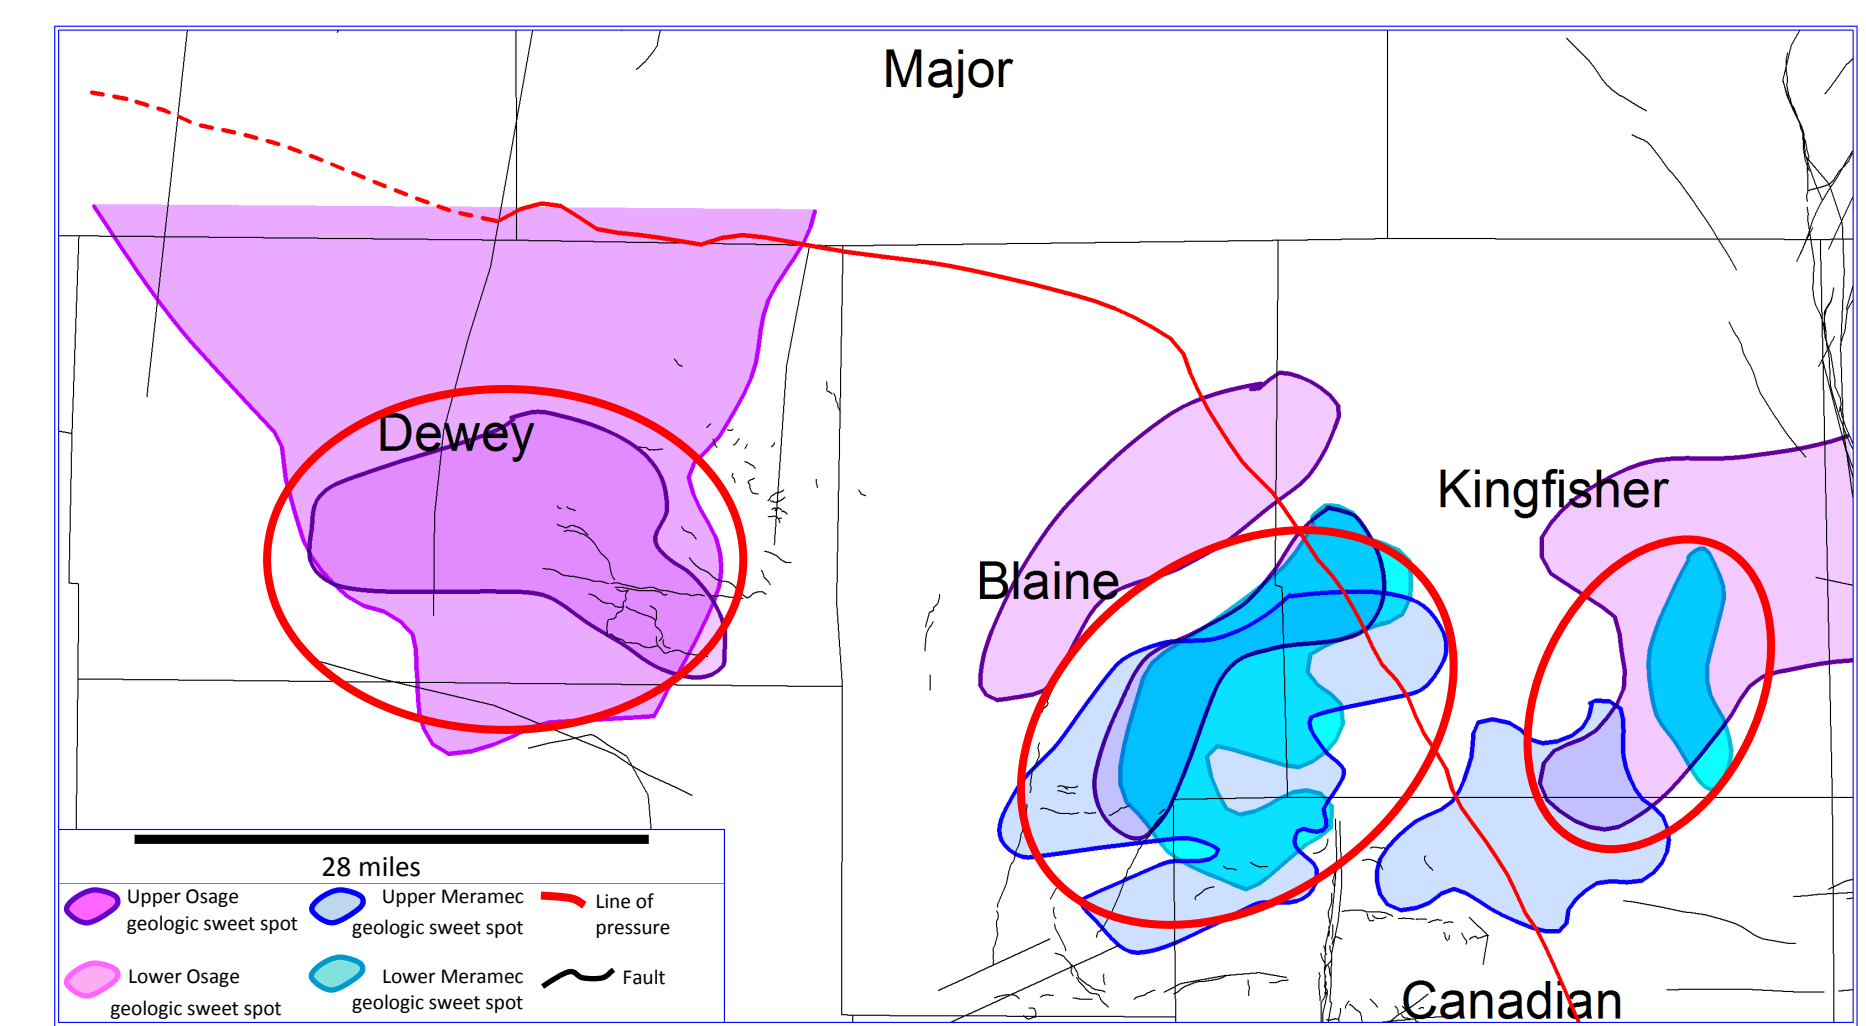 Major
Dewey
Kingfisher
Blaine
Canadian
28 miles
Upper Osage
geologic sweet spot
Upper Meramec
geologic sweet spot
Line of
pressure
Lower Osage
geologic sweet spot
Lower Meramec
geologic sweet spot
Fault